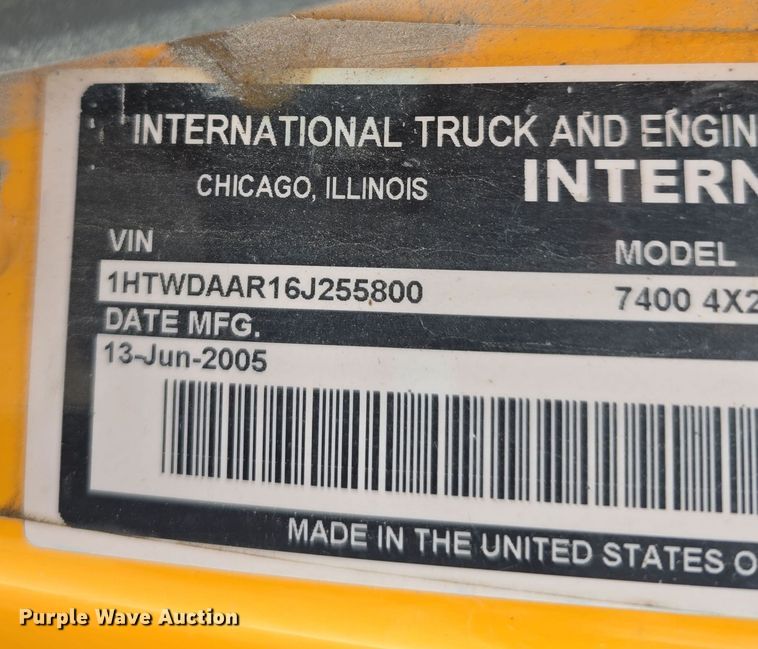 INTERNATIONAL TRUCK AND ENGIN
CHICAGO, ILLINOIS
INTERN
VIN
MODEL
1HTWDAAR16J255800
7400 4X2
DATE MFG.
13-Jun-2005
MADE IN THE UNITED STATES O
Purple Wave Auction